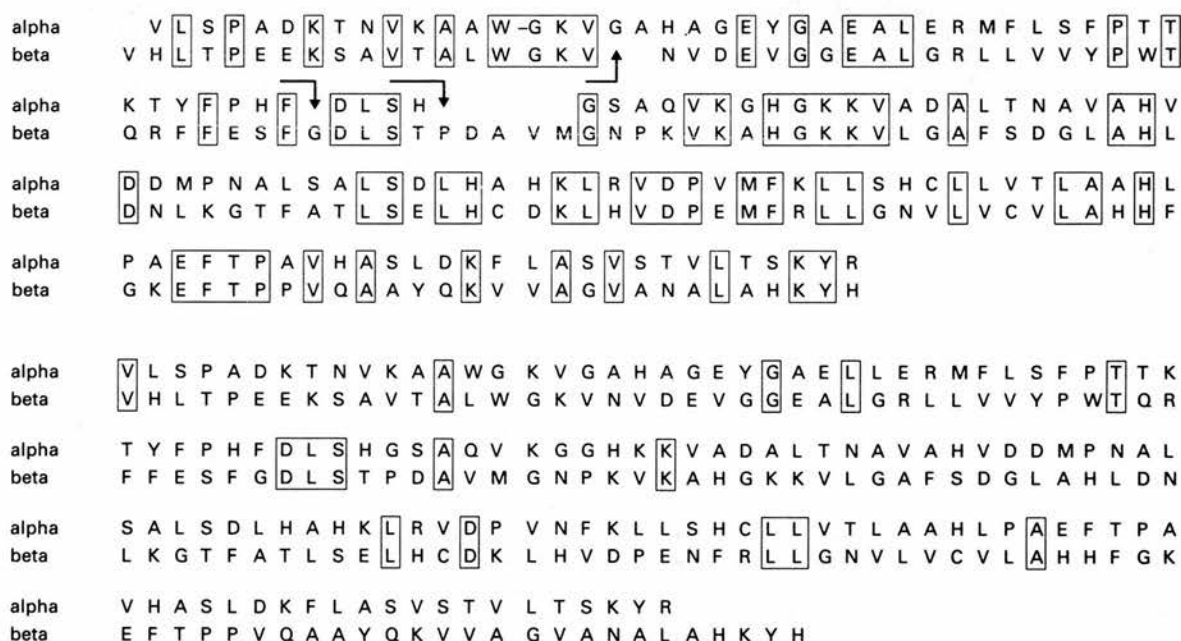 alpha V L S P A D K T N V K A A W – G K V G A H A G E Y G A E A L E R M F L S F P T T
beta V H L T P E E K S A V T A L W G K V N V D E V G G E A L G R L L V V Y P W T
alpha K T Y F P H F D L S H G S A Q V K G H G K K V A D A L T N A V A H V
beta Q R F F E S F G D L S T P D A V M G N P K V K A H G K K V L G A F S D G L A H L
alpha D D M P N A L S A L S D L H A H K L R V D P V M F K L L S H C L L V T L A A H L
beta D N L K G T F A T L S E L H C D K L H V D P E M F R L L G N V L V C V L A H H F
alpha P A E F T P A V H A S L D K F L A S V S T V L T S K Y R
beta G K E F T P P V Q A A Y Q K V V A G V A N A L A H K Y H
alpha V L S P A D K T N V K A A W G K V G A H A G E Y G A E L L E R M F L S F P T T K
beta V H L T P E E K S A V T A L W G K V N V D E V G G E A L G R L L V V Y P W T Q R
alpha T Y F P H F D L S H G S A Q V K G G H K K V A D A L T N A V A H V D D M P N A L
beta F F E S F G D L S T P D A V M G N P K V K A H G K K V L G A F S D G L A H L D N
alpha S A L S D L H A H K L R V D P V N F K L L S H C L L V T L A A H L P A E F T P A
beta L K G T F A T L S E L H C D K L H V D P E N F R L L G N V L V C V L A H H F G K
alpha V H A S L D K F L A S V S T V L T S K Y R
beta E F T P P V Q A A Y Q K V V A G V A N A L A H K Y H